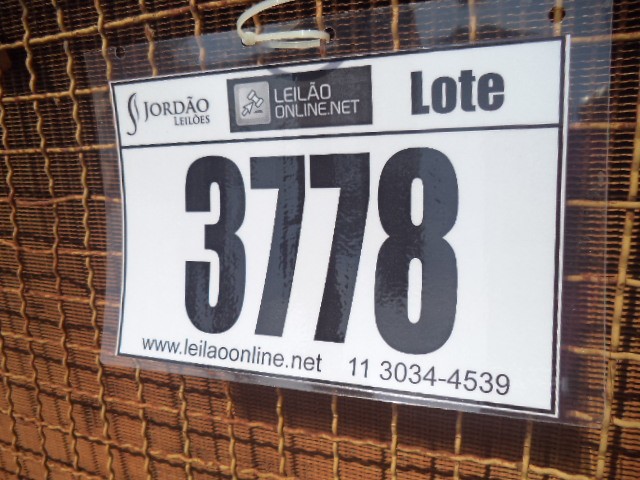 JORDÃO
LEILÕES
LEILÃO
ONLINE.NET
Lote
3778
www.leilaoonline.net 11 3034-4539